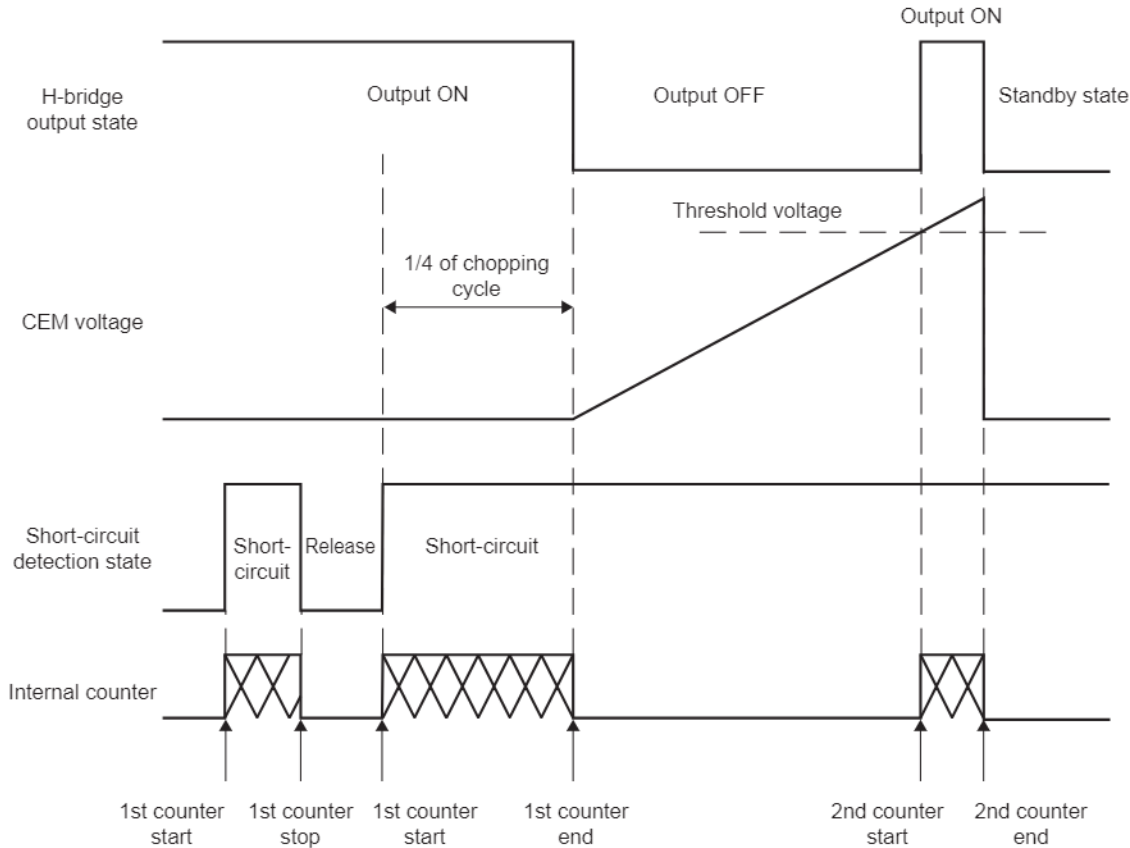 Output ON
H-bridge
output state
Output ON
Output OFF
Standby state
Threshold voltage
1/4 of chopping
cycle
CEM voltage
Short-circuit
detection state
Short-
circuit
Release
Short-circuit
Internal counter
1st counter
start
1st counter
stop
1st counter
start
1st counter
end
2nd counter
start
2nd counter
end